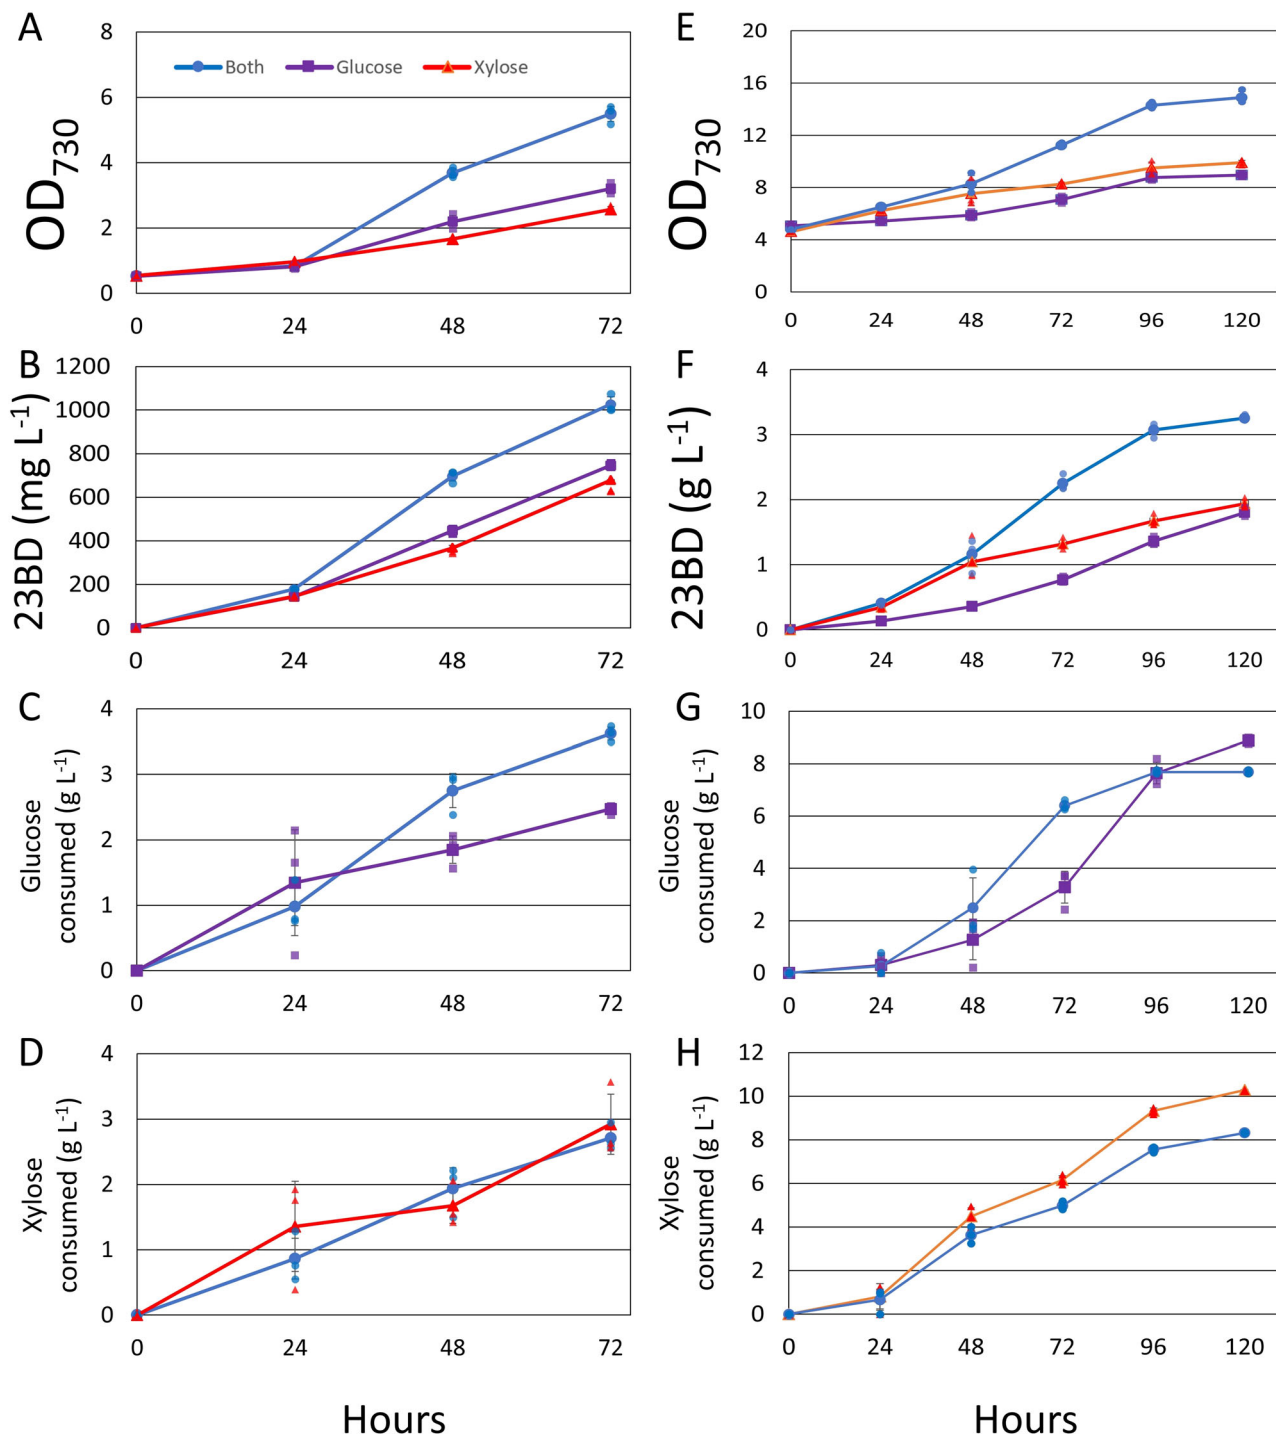 A
OD730
8
6
4
2
0
Both Glucose Xylose
0 24 48 72
B
23BD (mg L-1)
1200
1000
800
600
400
200
0
0 24 48 72
C
Glucose
consumed (g L-1)
4
3
2
1
0
0 24 48 72
D
Xylose
consumed (g L-1)
4
3
2
1
0
0 24 48 72
Hours
E
OD730
20
16
12
8
4
0
0 24 48 72 96 120
F
23BD (g L-1)
4
3
2
1
0
0 24 48 72 96 120
G
Glucose
consumed (g L-1)
10
8
6
4
2
0
0 24 48 72 96 120
H
Xylose
consumed (g L-1)
12
10
8
6
4
2
0
0 24 48 72 96 120
Hours